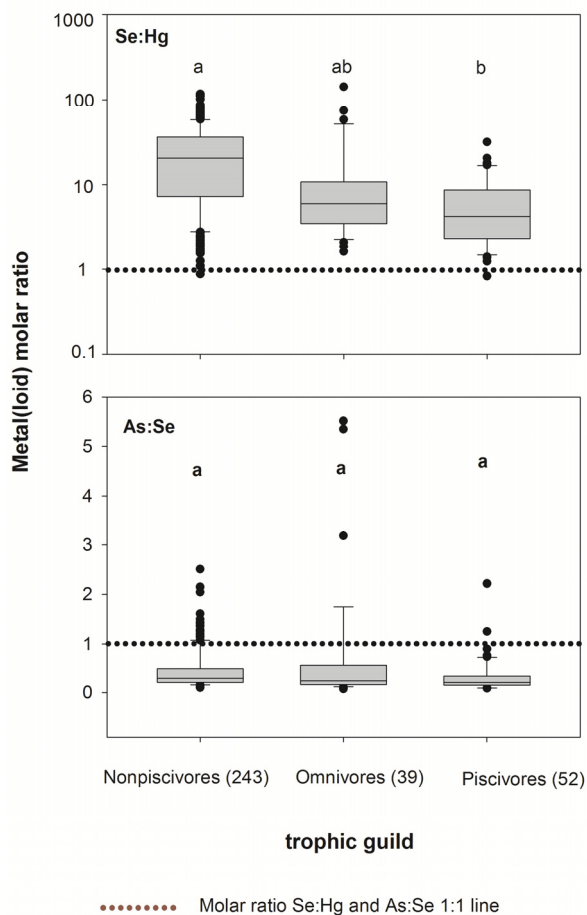 Metal(loid) molar ratio
1000
Se:Hg
a
ab
b
100
10
1
0.1
6
As:Se
a
a
a
5
4
3
2
1
0
Nonpiscivores (243)
Omnivores (39)
Piscivores (52)
trophic guild
Molar ratio Se:Hg and As:Se 1:1 line